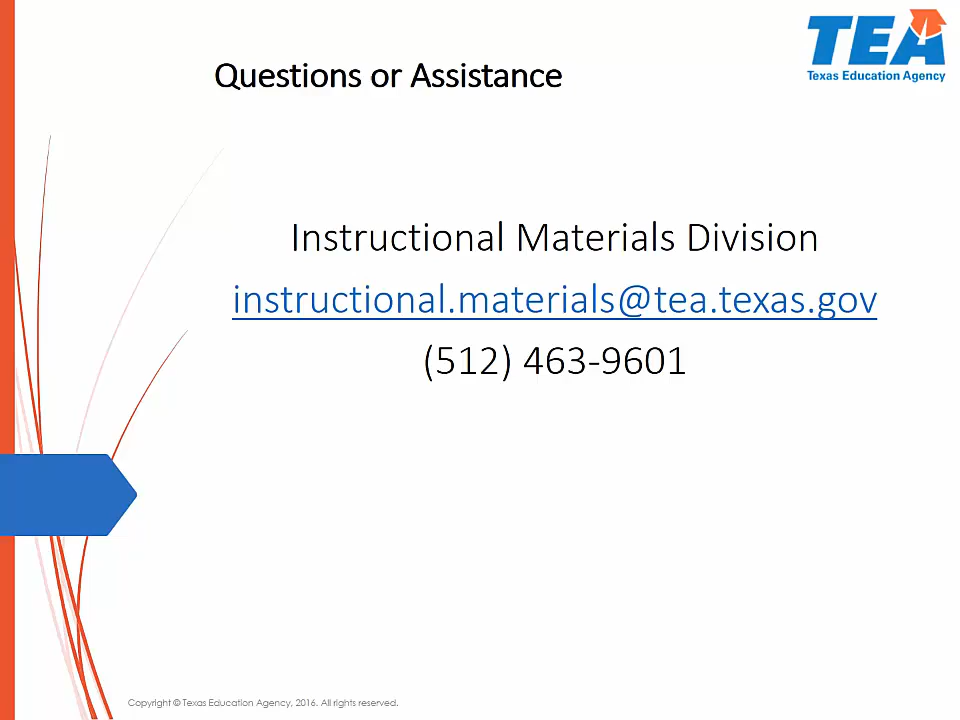 TEA
Texas Education Agency
Questions or Assistance
Instructional Materials Division
instructional.materials@tea.texas.gov
(512) 463-9601
Copyright © Texas Education Agency, 2016. All rights reserved.